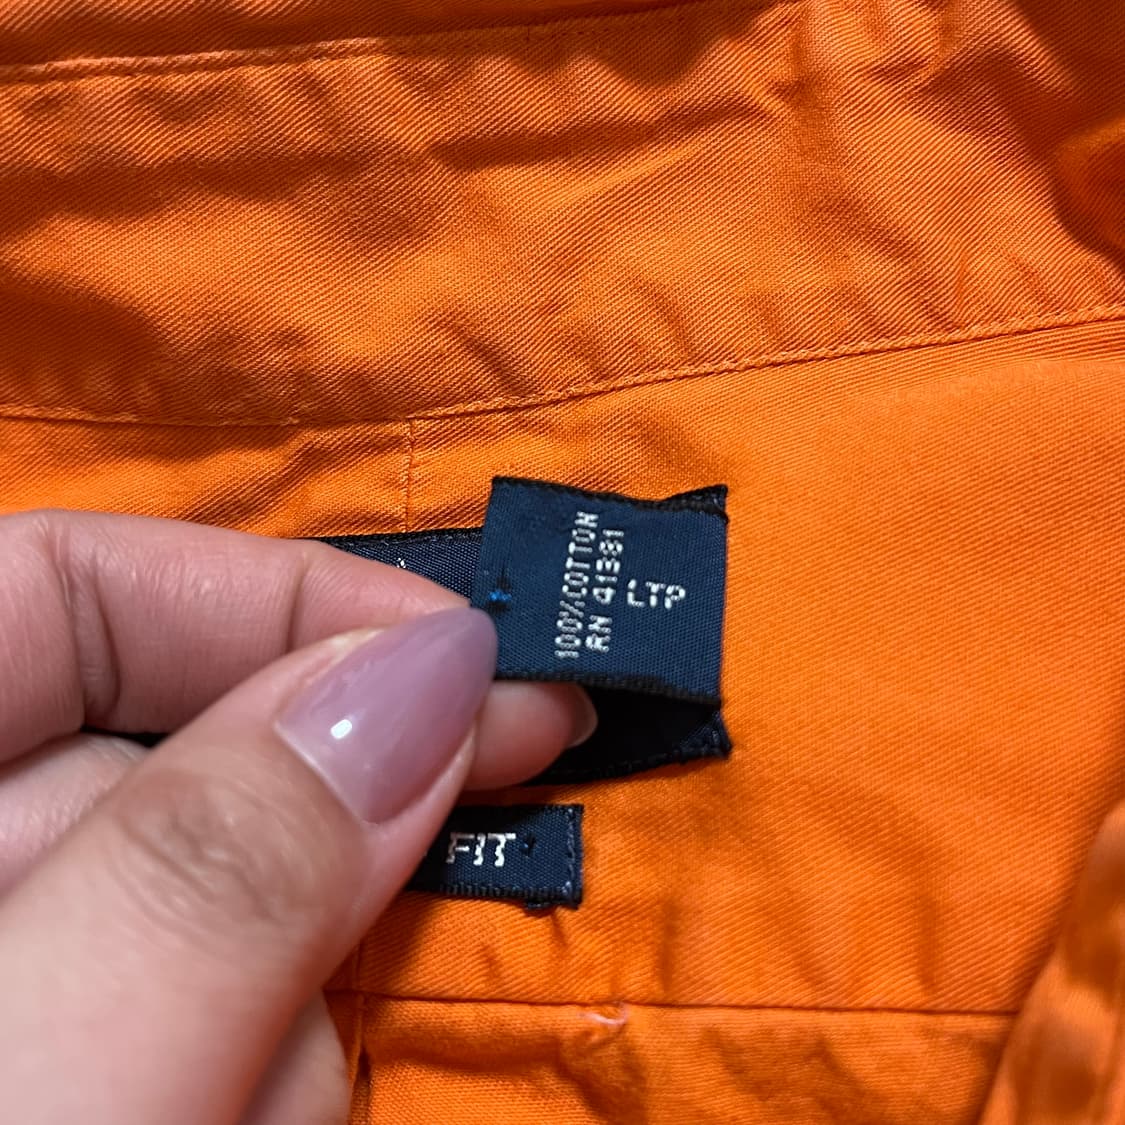 100% COTTON
RN 41381
LTP
FIT